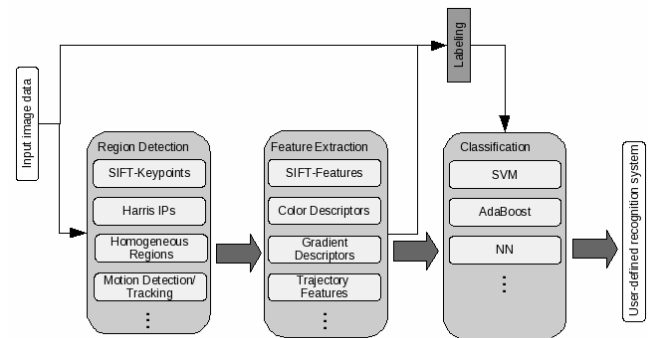 Labeling
Input image data
Region Detection
SIFT-Keypoints
Harris IPs
Homogeneous
Regions
Motion Detection/
Tracking
Feature Extraction
SIFT-Features
Color Descriptors
Gradient
Descriptors
Trajectory
Features
Classification
SVM
AdaBoost
NN
User-defined recognition system